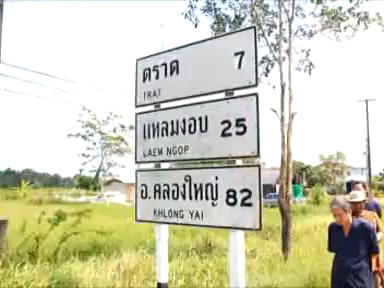 ตราด 7
TRAT
แหลมงอบ 25
LAEM NGOP
อ.คลองใหญ่ 82
KHLONG YAI